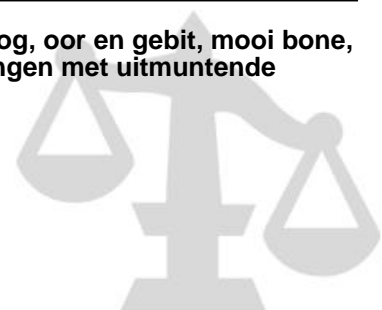 og, oor en gebit, mooi bone,
ngen met uitmuntende